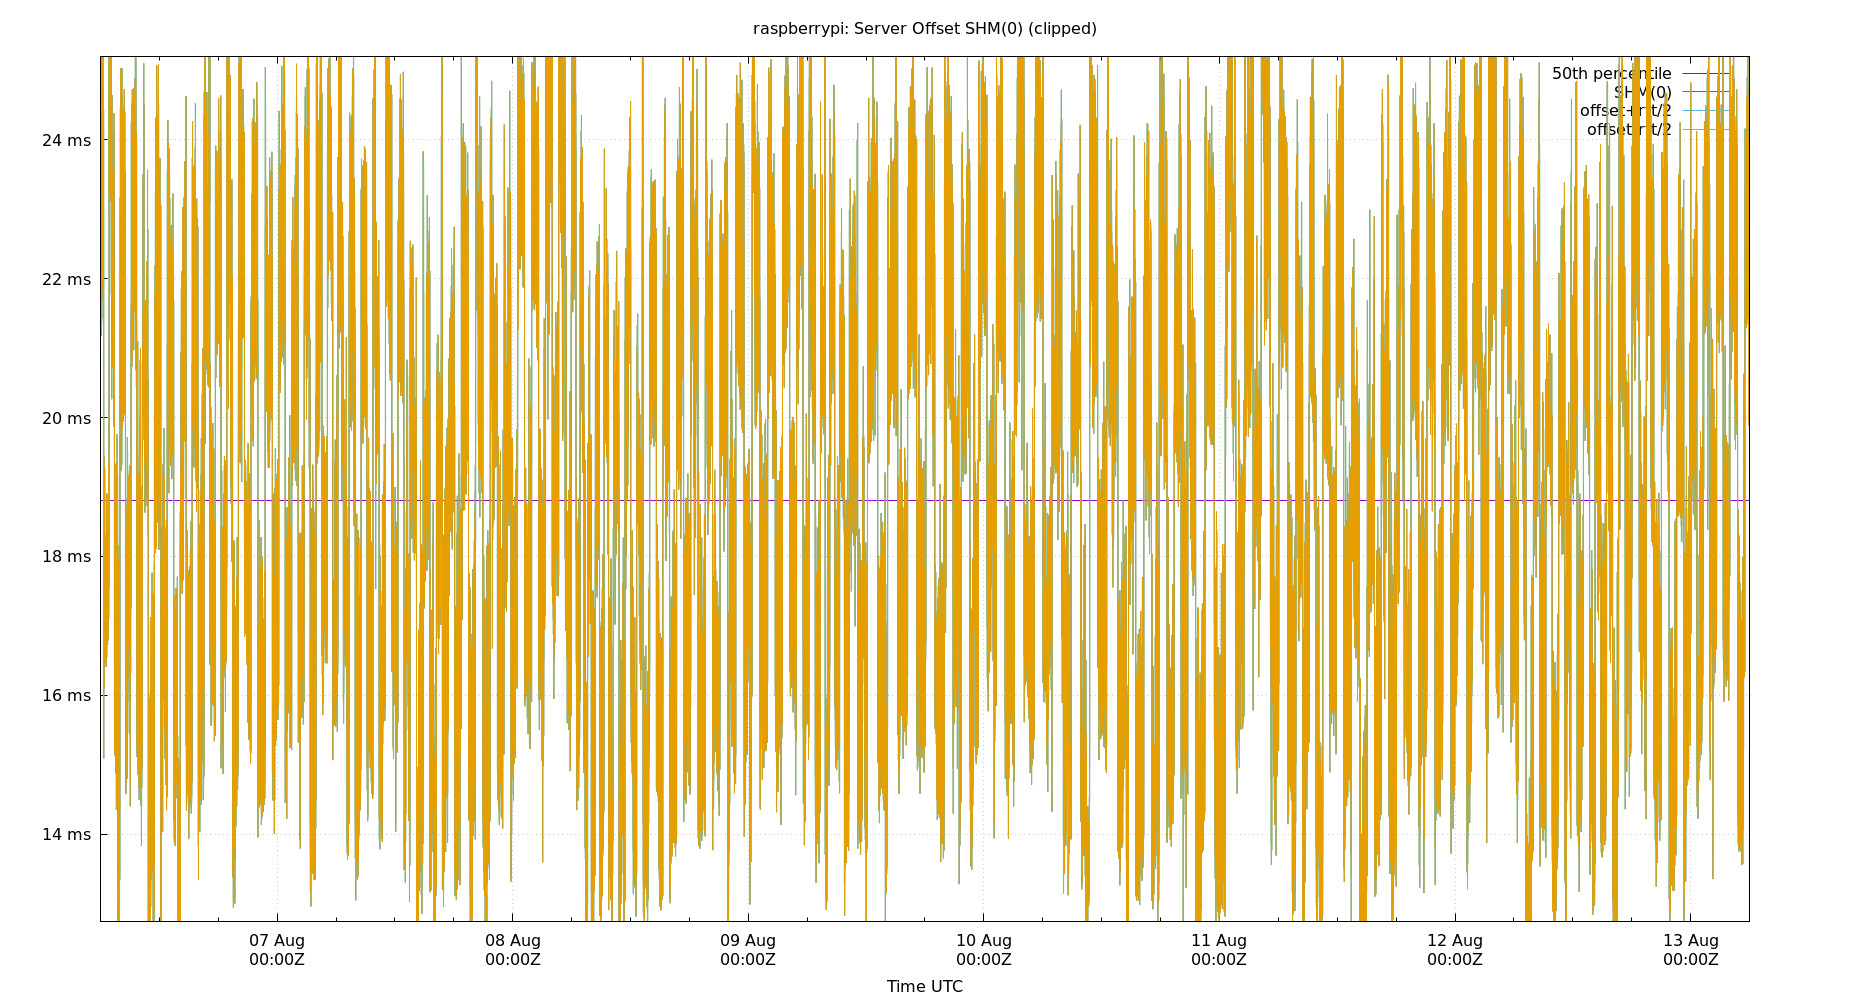 raspberrypi: Server Offset SHM(0) (clipped)
50th percentile
SHM(0)
offset+rtt/2
offset-rtt/2
24 ms
22 ms
20 ms
18 ms
16 ms
14 ms
07 Aug 08 Aug 09 Aug 10 Aug 11 Aug 12 Aug 13 Aug
00:00Z 00:00Z 00:00Z 00:00Z 00:00Z 00:00Z 00:00Z
Time UTC